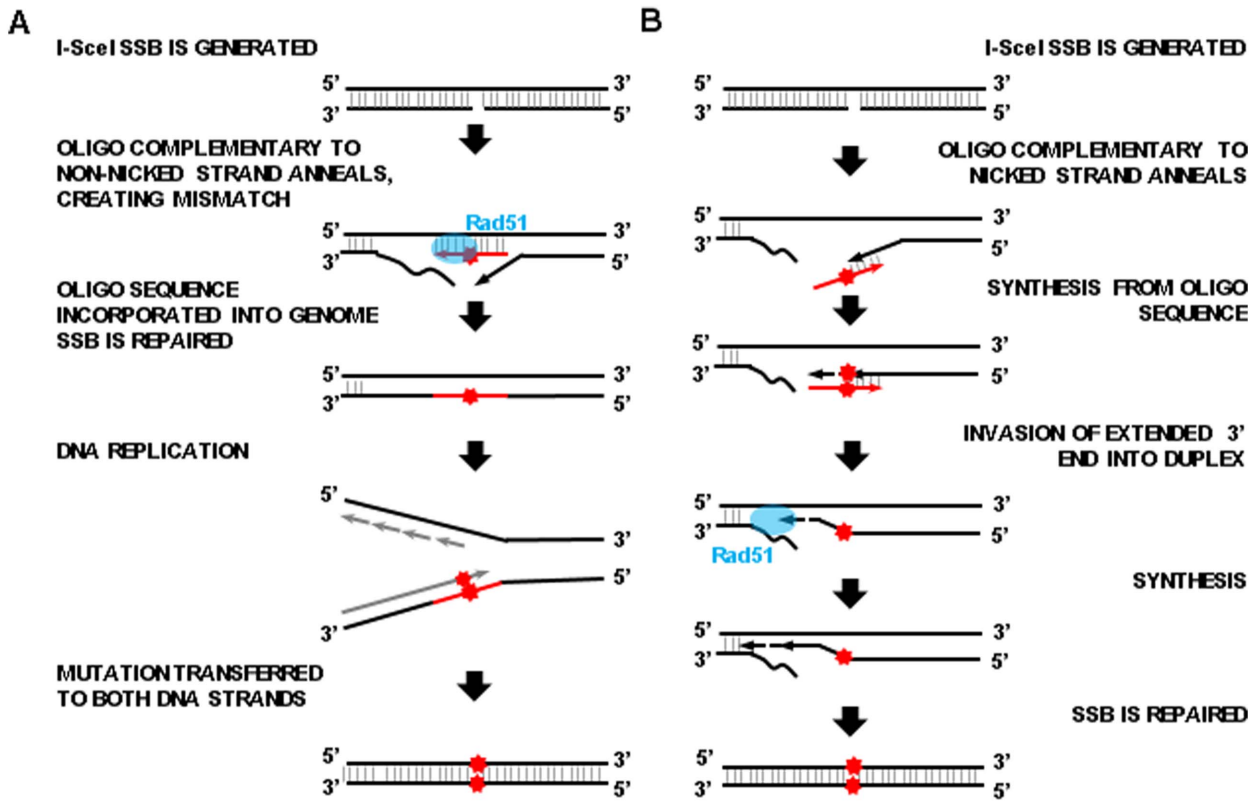 A
I-SceI SSB IS GENERATED
5’ 3’
3’ 5’
OLIGO COMPLEMENTARY TO
NON-NICKED STRAND ANNEALS,
CREATING MISMATCH
Rad51
5’ 3’
3’ 5’
OLIGO SEQUENCE
INCORPORATED INTO GENOME
SSB IS REPAIRED
5’ 3’
3’ 5’
DNA REPLICATION
5’
3’
5’
3’
MUTATION TRANSFERRED
TO BOTH DNA STRANDS
5’ 3’
3’ 5’
B
I-SceI SSB IS GENERATED
5’ 3’
3’ 5’
OLIGO COMPLEMENTARY TO
NICKED STRAND ANNEALS
5’ 3’
3’ 5’
SYNTHESIS FROM OLIGO
SEQUENCE
5’ 3’
3’ 5’
INVASION OF EXTENDED 3’
END INTO DUPLEX
5’ 3’
3’ 5’
Rad51
SYNTHESIS
5’ 3’
3’ 5’
SSB IS REPAIRED
5’ 3’
3’ 5’